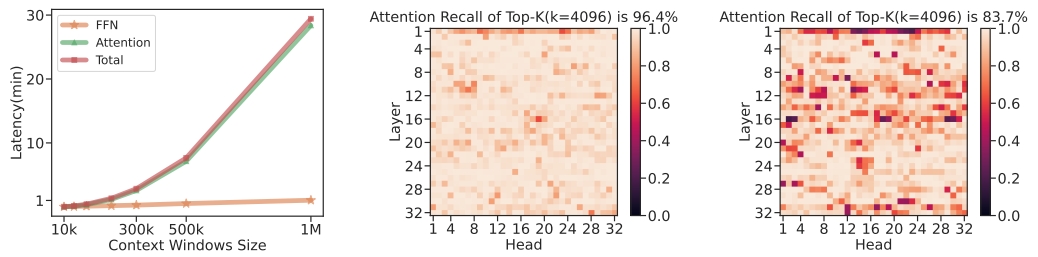 30
20
10
1
Latency(min)
FFN
Attention
Total
10k 300k 500k 1M
Context Windows Size
Attention Recall of Top-K(k=4096) is 96.4%
1
4
8
12
16
20
24
28
32
Layer
1 4 8 12 16 20 24 28 32
Head
1.0
0.8
0.6
0.4
0.2
0.0
Attention Recall of Top-K(k=4096) is 83.7%
1
4
8
12
16
20
24
28
32
Layer
1 4 8 12 16 20 24 28 32
Head
1.0
0.8
0.6
0.4
0.2
0.0